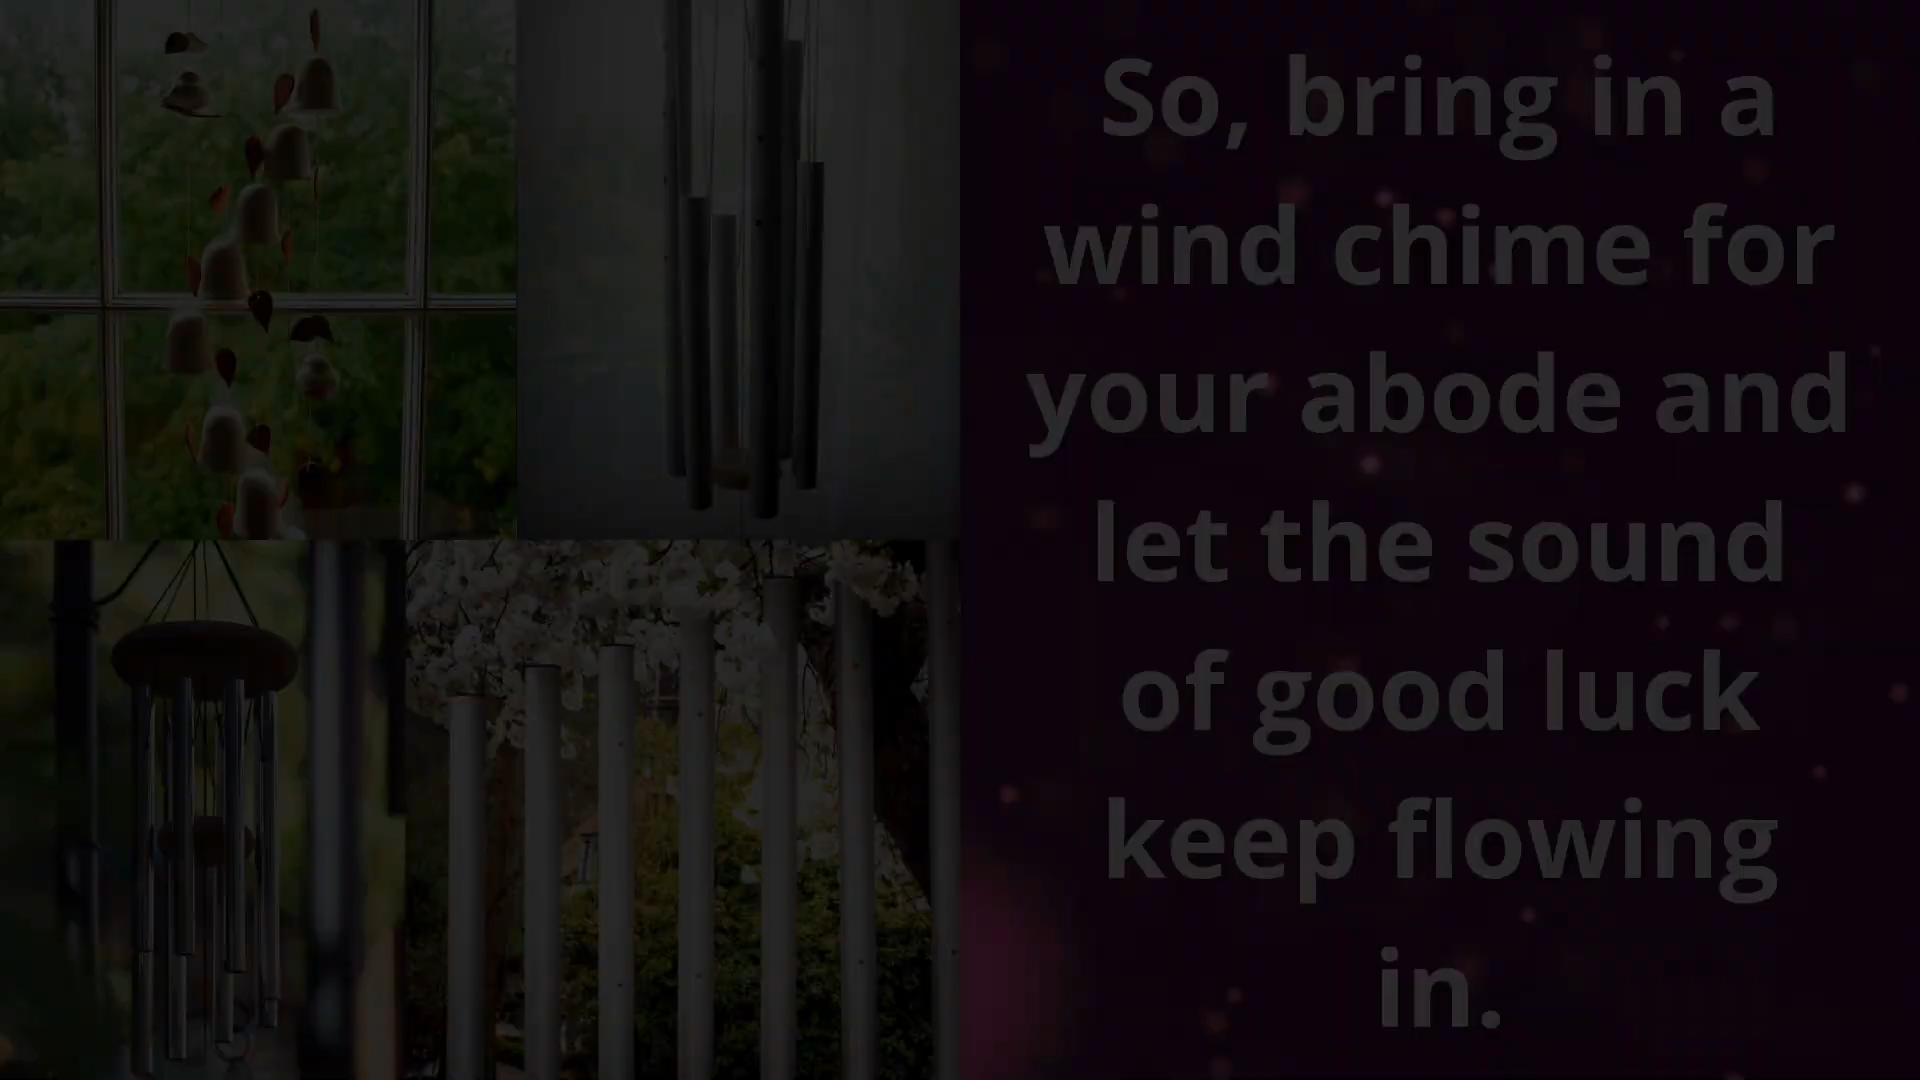 So, bring in a
wind chime for
your abode and
let the sound
of good luck
keep flowing
in.